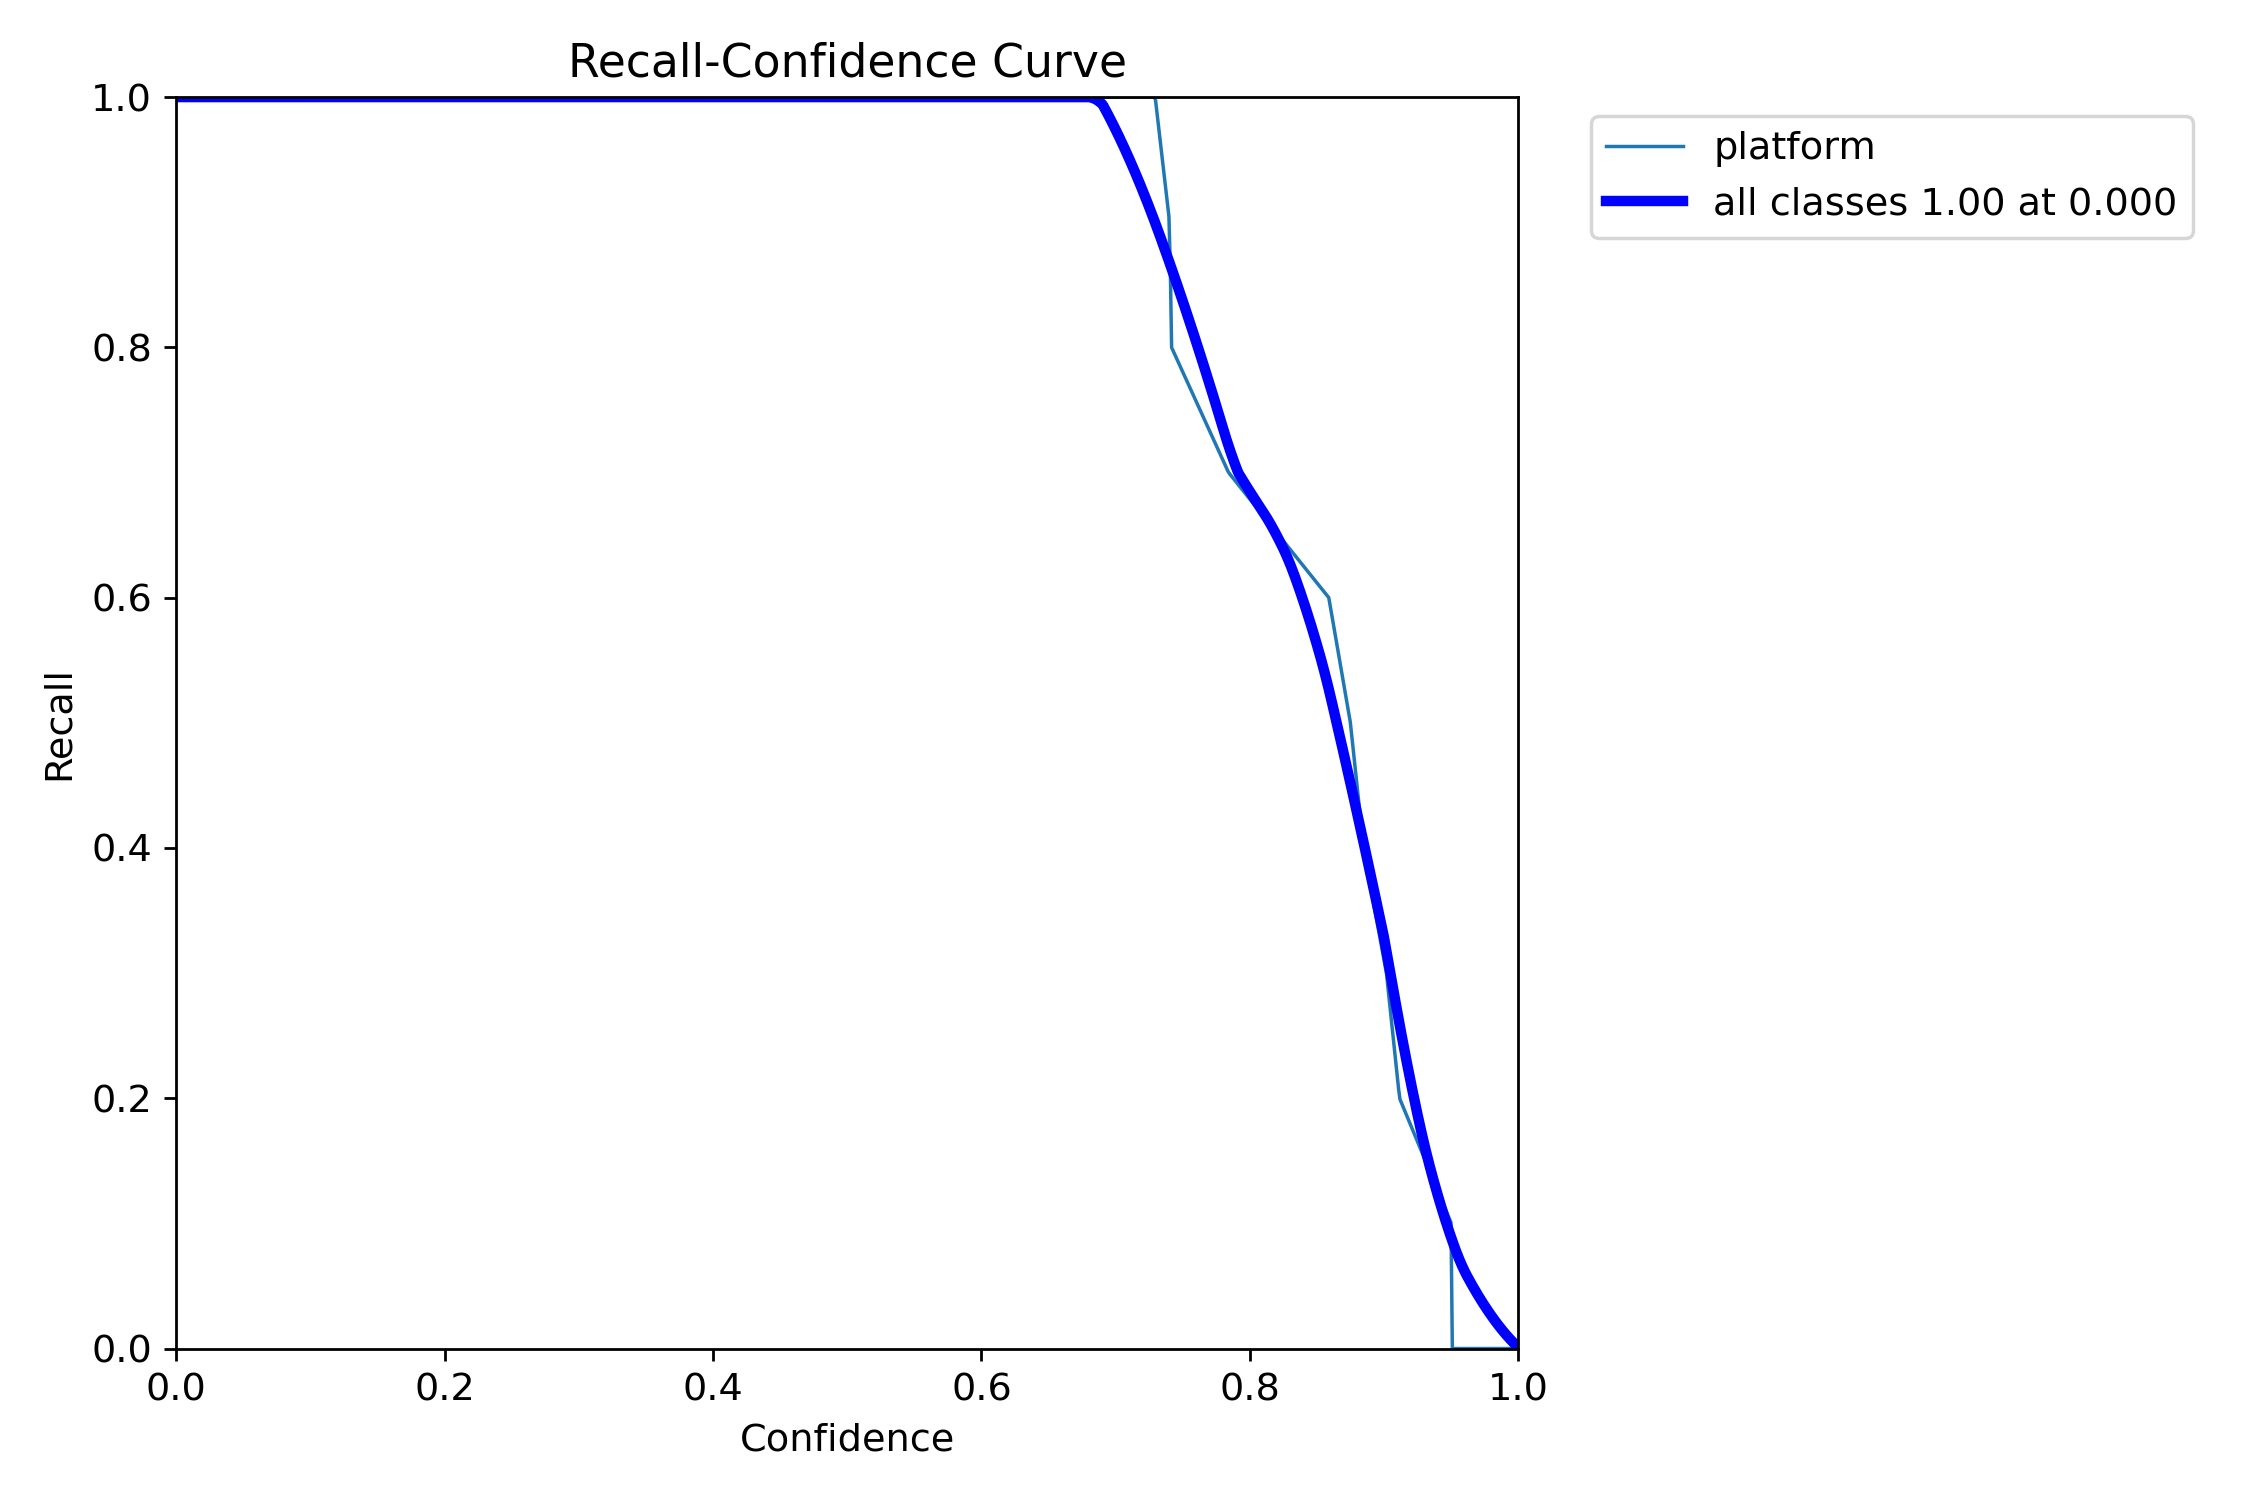 Recall-Confidence Curve
1.0
0.8
0.6
0.4
0.2
0.0
Recall
0.0 0.2 0.4 0.6 0.8 1.0
Confidence
platform
all classes 1.00 at 0.000